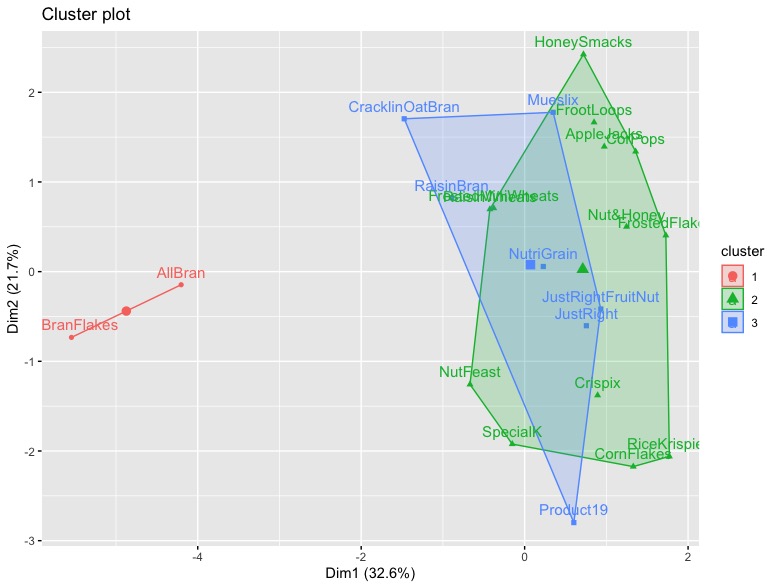 Cluster plot
HoneySmacks
CracklinOatBran
Mueslix
FrootLoops
AppleJacks
CornPops
RaisinBran
FrostedMiniWheats
Nut&Honey
FrostedFlake
NutriGrain
AllBran
BranFlakes
JustRightFruitNut
JustRight
NutFeast
Crispix
SpecialK
RiceKrispie
CornFlakes
Product19
2
1
0
-1
-2
-3
Dim2 (21.7%)
-4
-2
0
2
Dim1 (32.6%)
cluster
1
2
3